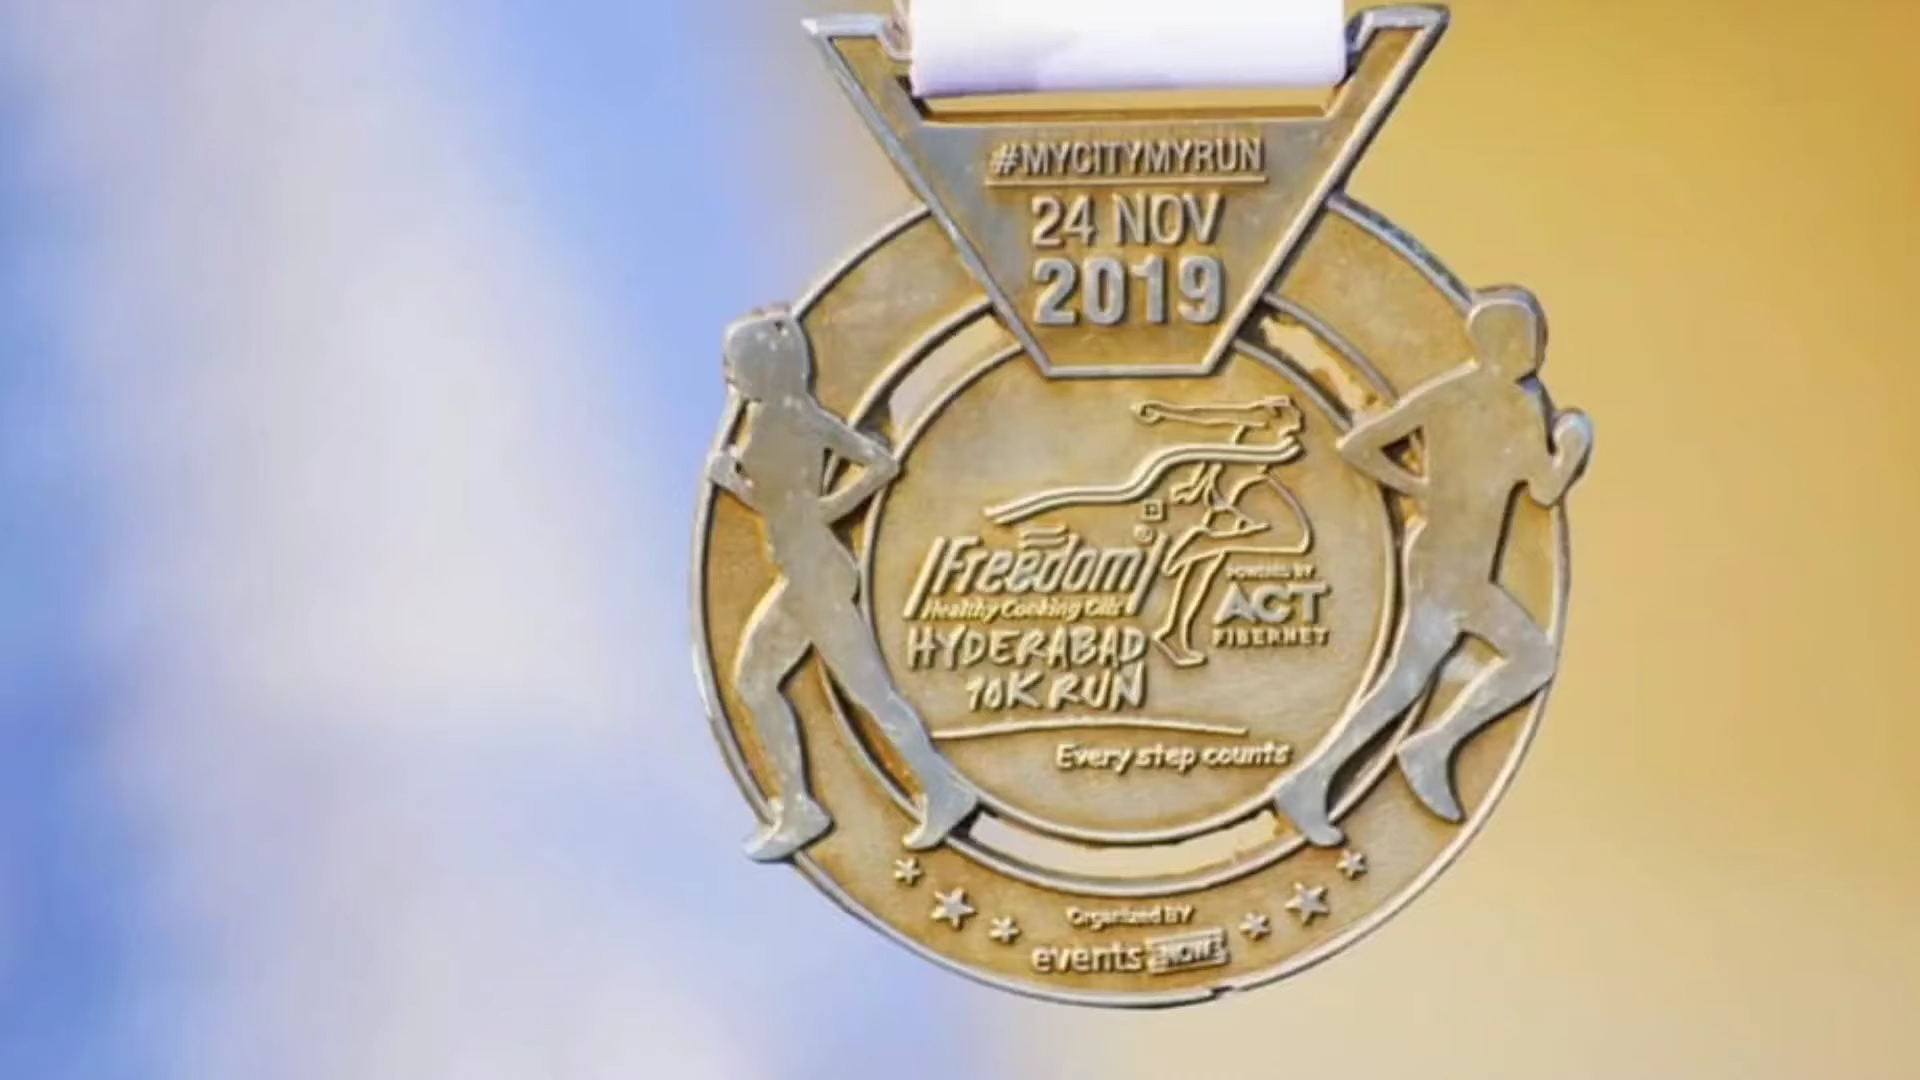 #MYCITYMYRUN
24 NOV
2019
Freedom
Healthy Cooking Oils
HYDERABAD
10K RUN
POWERED BY
ACT
FIBERNET
Every step counts
Organized BY
events NOW